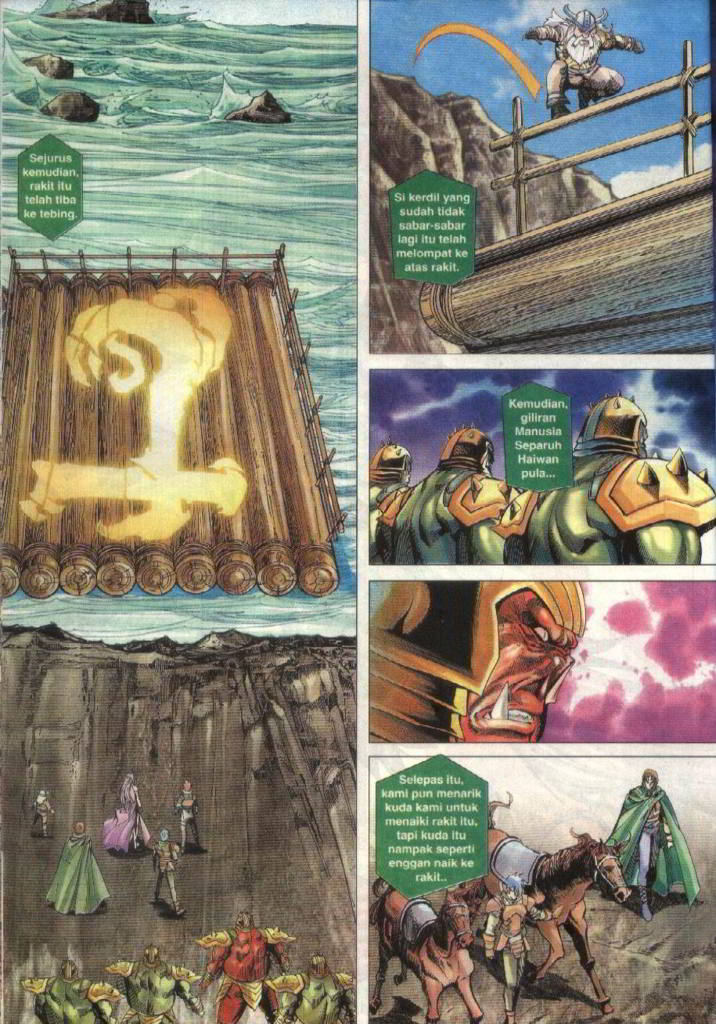 Sejurus
kemudian,
rakit itu
telah tiba
ke tebing.
Si kerdil yang
sudah tidak
sabar-sabar
lagi itu telah
melompat ke
atas rakit.
Kemudian,
giliran
Manusia
Separuh
Haiwan
pula...
Selepas itu,
kami pun menarik
kuda kami untuk
menaiki rakit itu,
tapi kuda itu
nampak seperti
enggan naik ke
rakit..